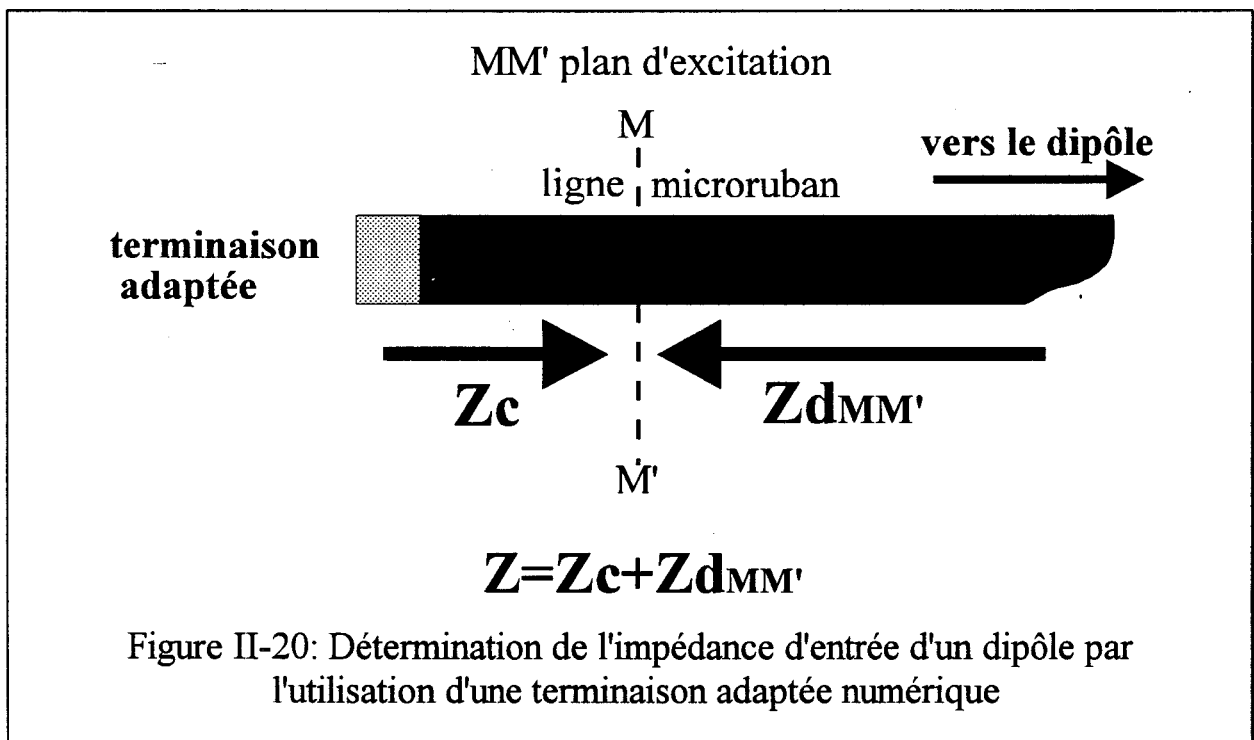 MM' plan d'excitation
M
vers le dipôle
ligne microruban
terminaison
adaptée
Zc ZdMM'
M'
Z=Zc+ZdMM'
Figure II-20: Détermination de l'impédance d'entrée d'un dipôle par
l'utilisation d'une terminaison adaptée numérique